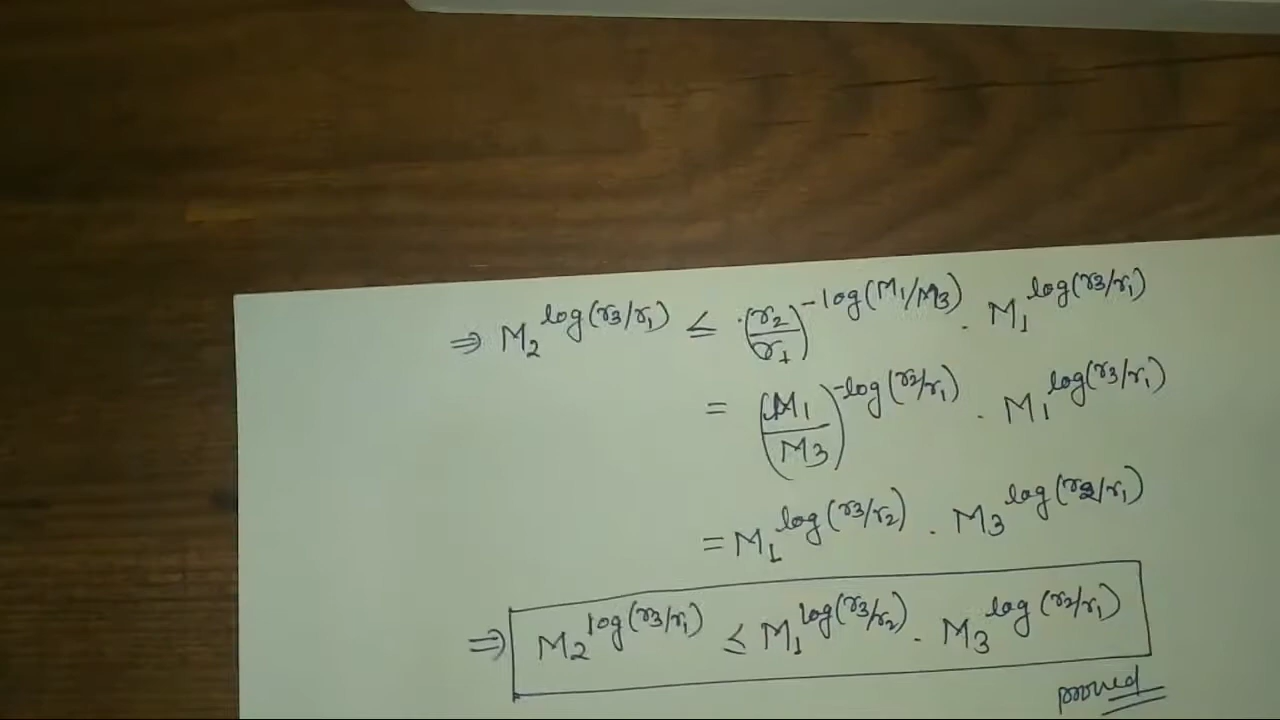 ⇒ M₂^log(r3/r₁) ≤ (r₂/r₁)^-log(M₁/M3) . M₁^log(r3/r₁)
= (M₁/M3)^-log(r2/r₁) . M₁^log(r3/r₁)
= M₁^log(r3/r₂) . M₃^log(r2/r₁)
⇒ M₂^log(r3/r₁) ≤ M₁^log(r3/r₂) . M₃^log(r2/r₁)
proved